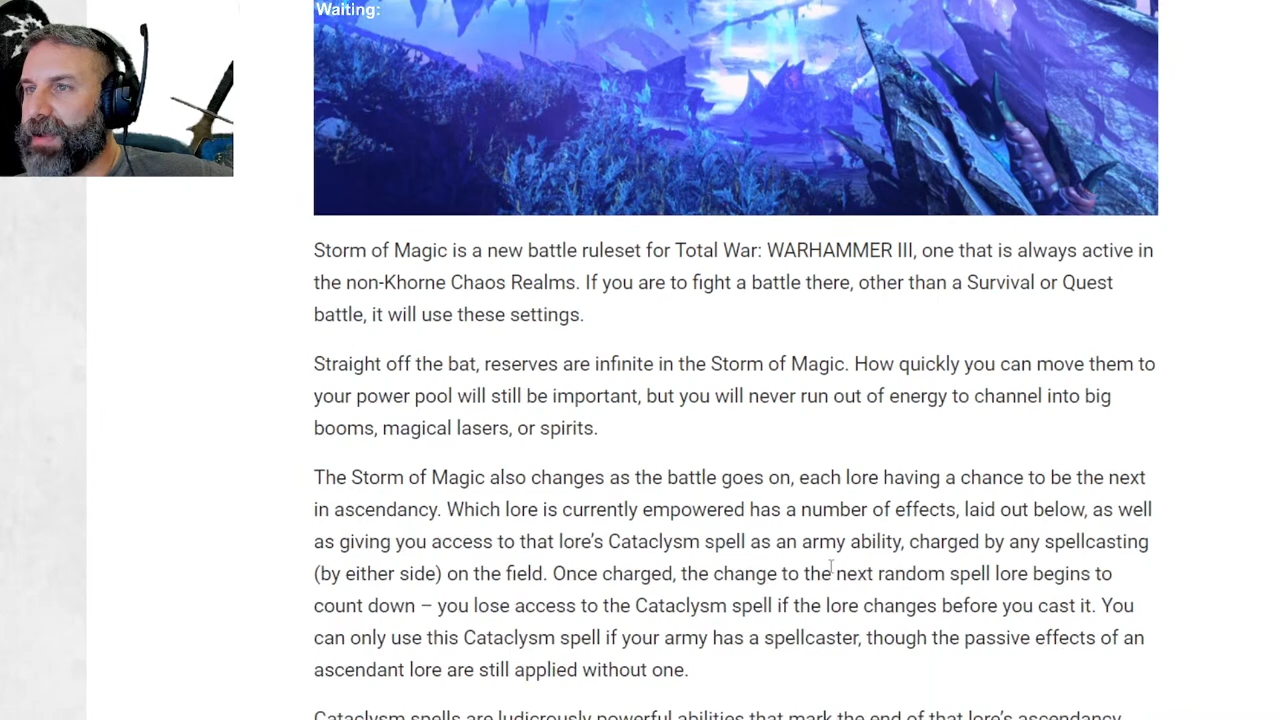 Waiting:
Storm of Magic is a new battle ruleset for Total War: WARHAMMER III, one that is always active in
the non-Khorne Chaos Realms. If you are to fight a battle there, other than a Survival or Quest
battle, it will use these settings.
Straight off the bat, reserves are infinite in the Storm of Magic. How quickly you can move them to
your power pool will still be important, but you will never run out of energy to channel into big
booms, magical lasers, or spirits.
The Storm of Magic also changes as the battle goes on, each lore having a chance to be the next
in ascendancy. Which lore is currently empowered has a number of effects, laid out below, as well
as giving you access to that lore’s Cataclysm spell as an army ability, charged by any spellcasting
(by either side) on the field. Once charged, the change to the next random spell lore begins to
count down – you lose access to the Cataclysm spell if the lore changes before you cast it. You
can only use this Cataclysm spell if your army has a spellcaster, though the passive effects of an
ascendant lore are still applied without one.
Cataclysm spells are ludicrously powerful abilities that mark the end of that lore’s ascendancy.